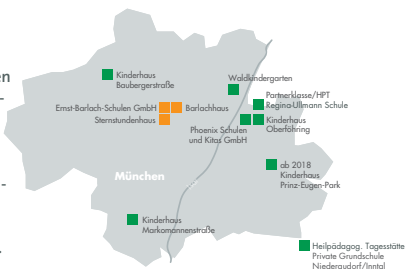 en
-
Kinderhaus
Baubergerstraße
Waldkindergarten
Partnerklasse/HPT
Regina-Ullmann Schule
Ernst-Barlach-Schulen GmbH
Barlachhaus
Sternstundenhaus
Kinderhaus
Oberföhring
Phoenix Schulen
und Kitas GmbH
ab 2018
Kinderhaus
Prinz-Eugen-Park
München
-
Kinderhaus
Markomannenstraße
.
Heilpädagog. Tagesstätte
Private Grundschule
Niederaudorf/Inntal